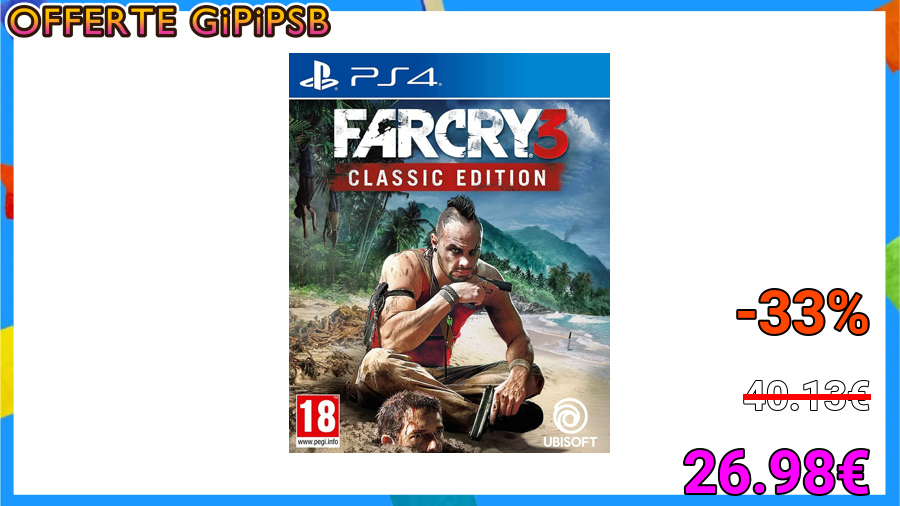 OFFERTE GiPiPSB
PS4
FARCRY3
CLASSIC EDITION
18
www.pegi.info
UBISOFT
-33%
40.13€
26.98€